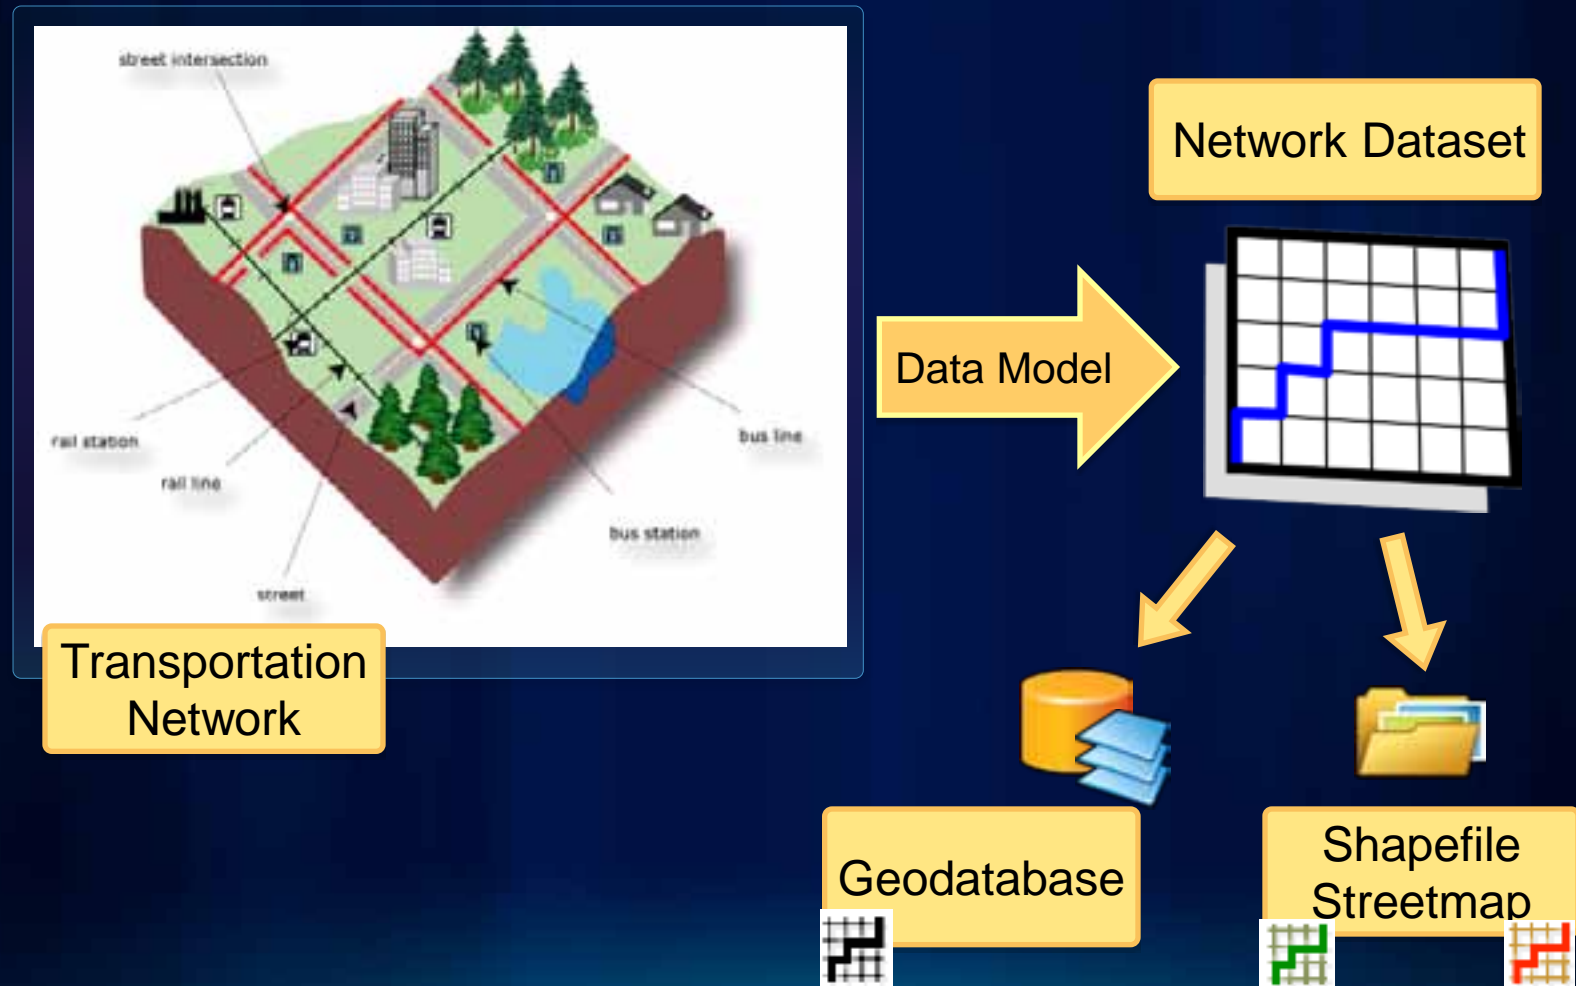 street intersection
rail station
rail line
street
bus line
bus station
Transportation
Network
Data Model
Network Dataset
Geodatabase
Shapefile
Streetmap